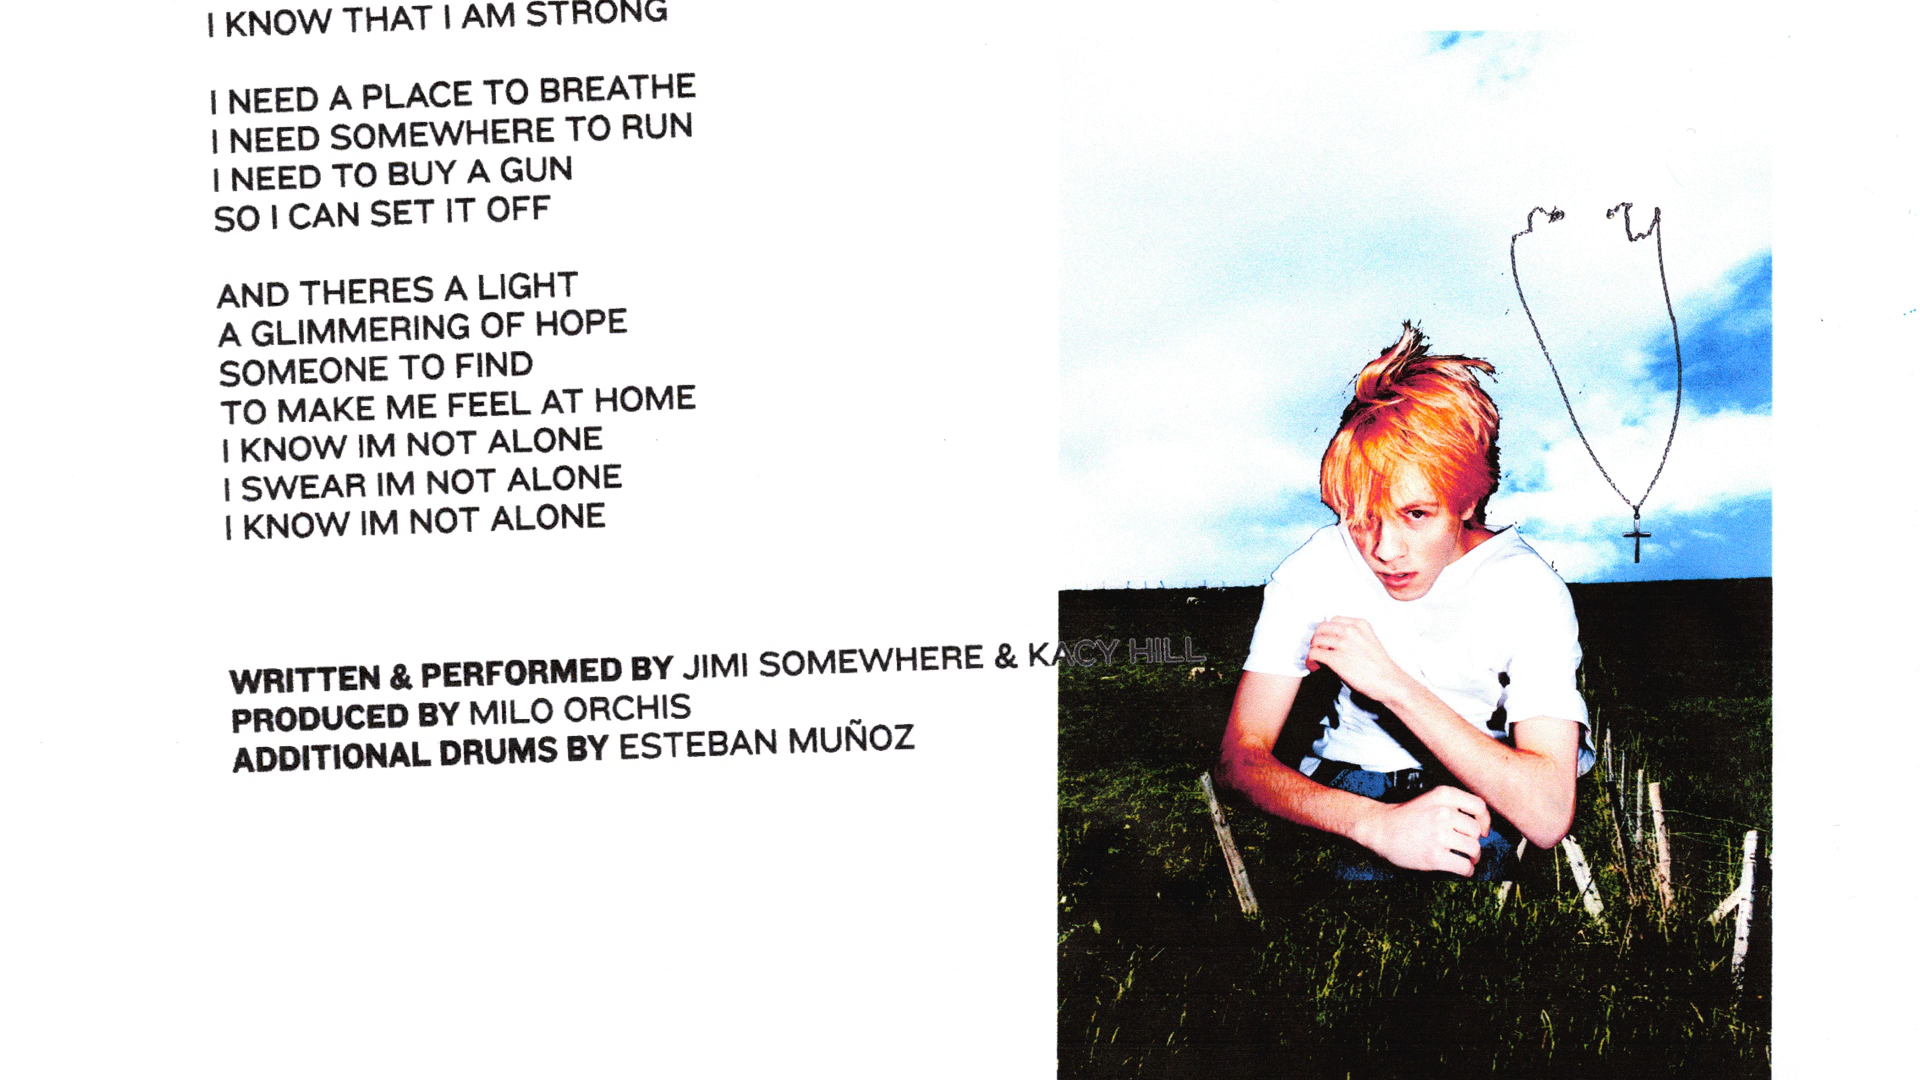 I KNOW THAT I AM STRONG
I NEED A PLACE TO BREATHE
I NEED SOMEWHERE TO RUN
I NEED TO BUY A GUN
SO I CAN SET IT OFF
AND THERES A LIGHT
A GLIMMERING OF HOPE
SOMEONE TO FIND
TO MAKE ME FEEL AT HOME
I KNOW IM NOT ALONE
I SWEAR IM NOT ALONE
I KNOW IM NOT ALONE
WRITTEN & PERFORMED BY JIMI SOMEWHERE & KACY HILL
PRODUCED BY MILO ORCHIS
ADDITIONAL DRUMS BY ESTEBAN MUÑOZ